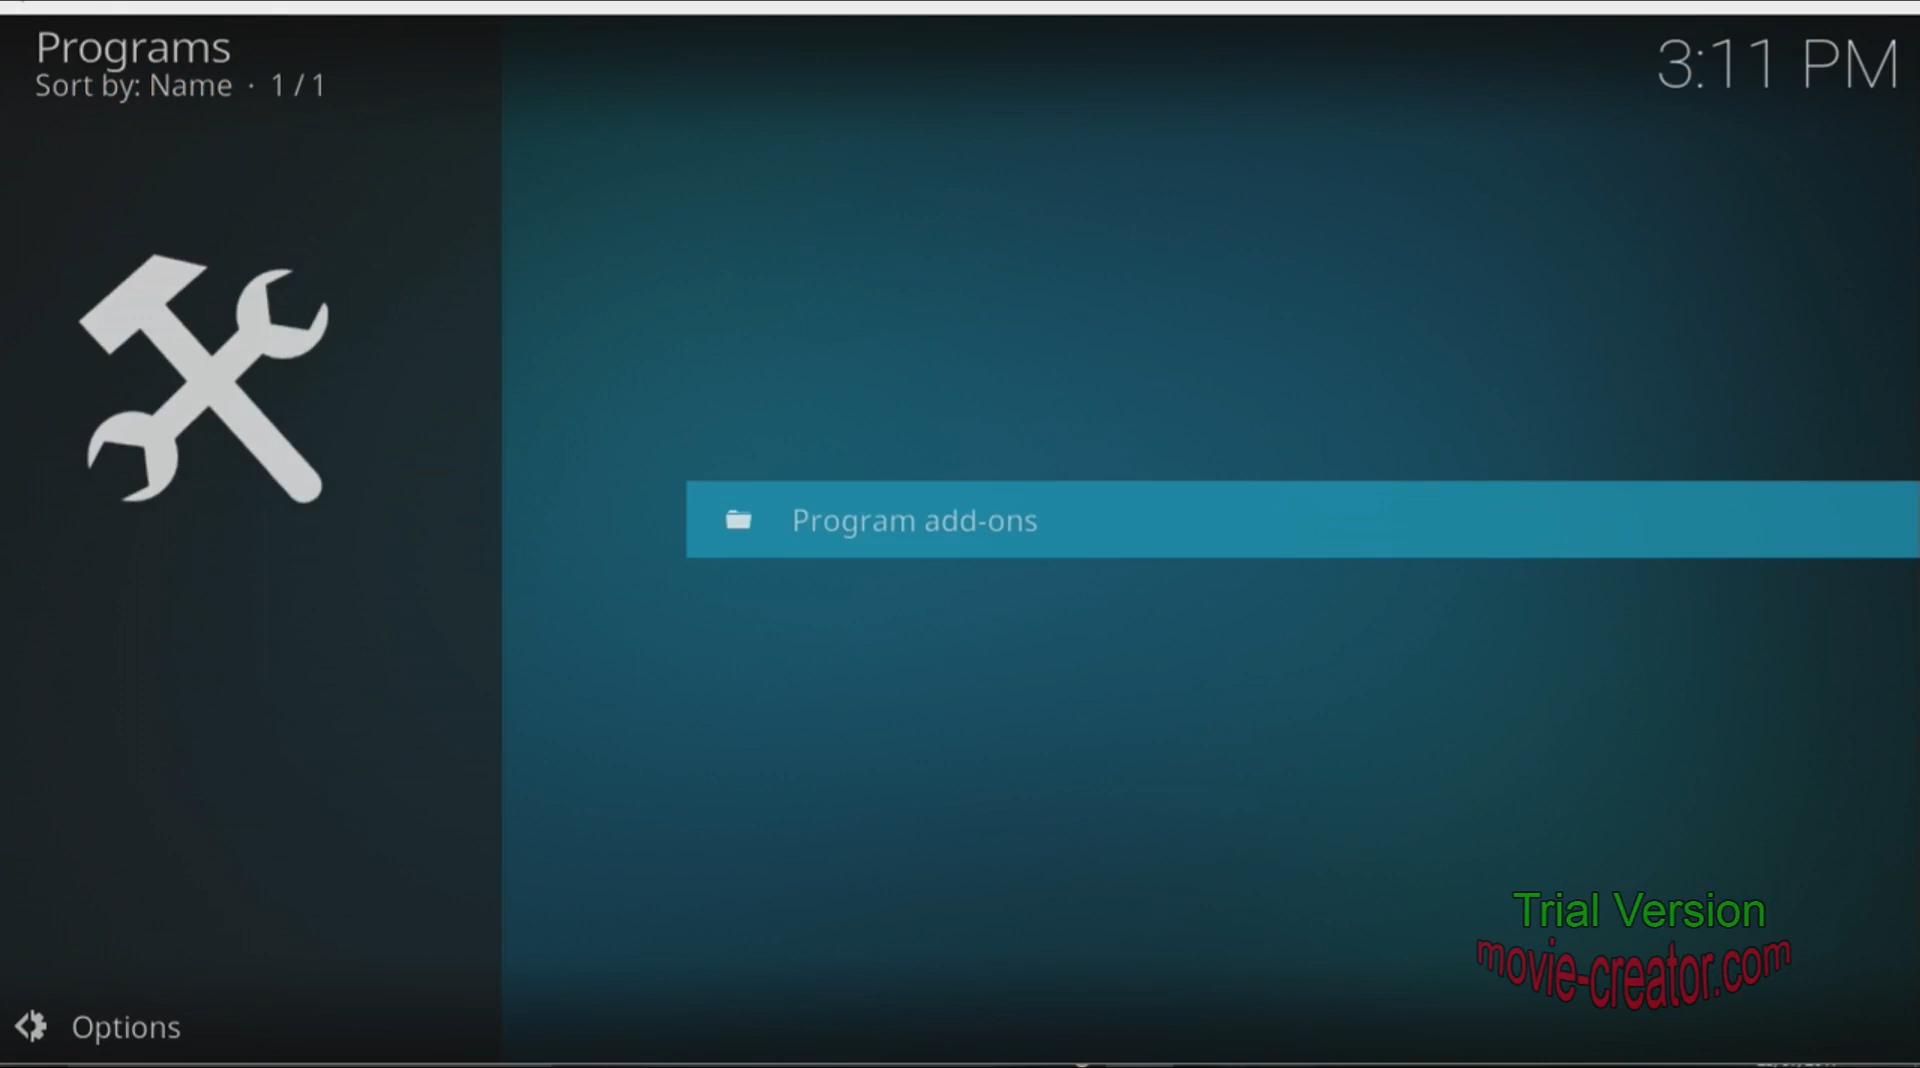 Programs
Sort by: Name · 1 / 1
3:11 PM
Program add-ons
Trial Version
movie-creator.com
Options